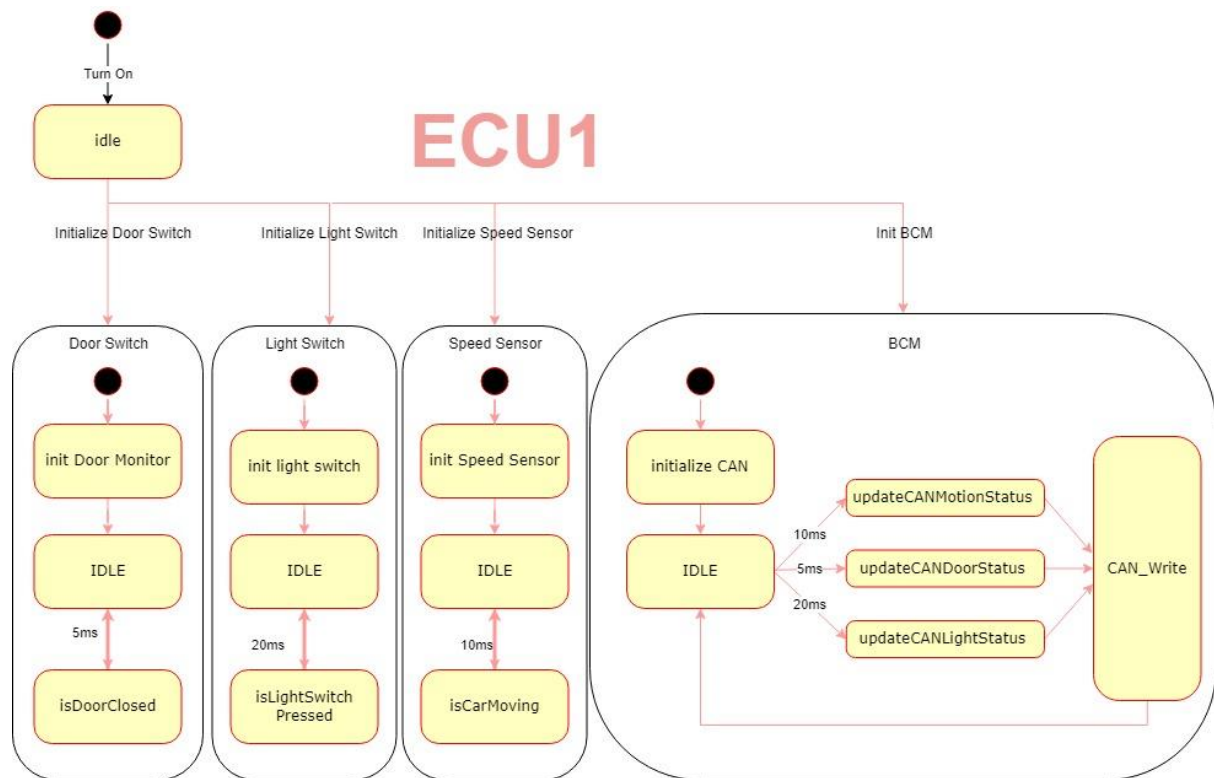 Turn On
idle
ECU1
Initialize Door Switch
Initialize Light Switch
Initialize Speed Sensor
Init BCM
Door Switch
init Door Monitor
IDLE
5ms
isDoorClosed
Light Switch
init light switch
IDLE
20ms
isLightSwitch
Pressed
Speed Sensor
init Speed Sensor
IDLE
10ms
isCarMoving
BCM
initialize CAN
IDLE
10ms
5ms
20ms
updateCANMotionStatus
updateCANDoorStatus
updateCANLightStatus
CAN_Write